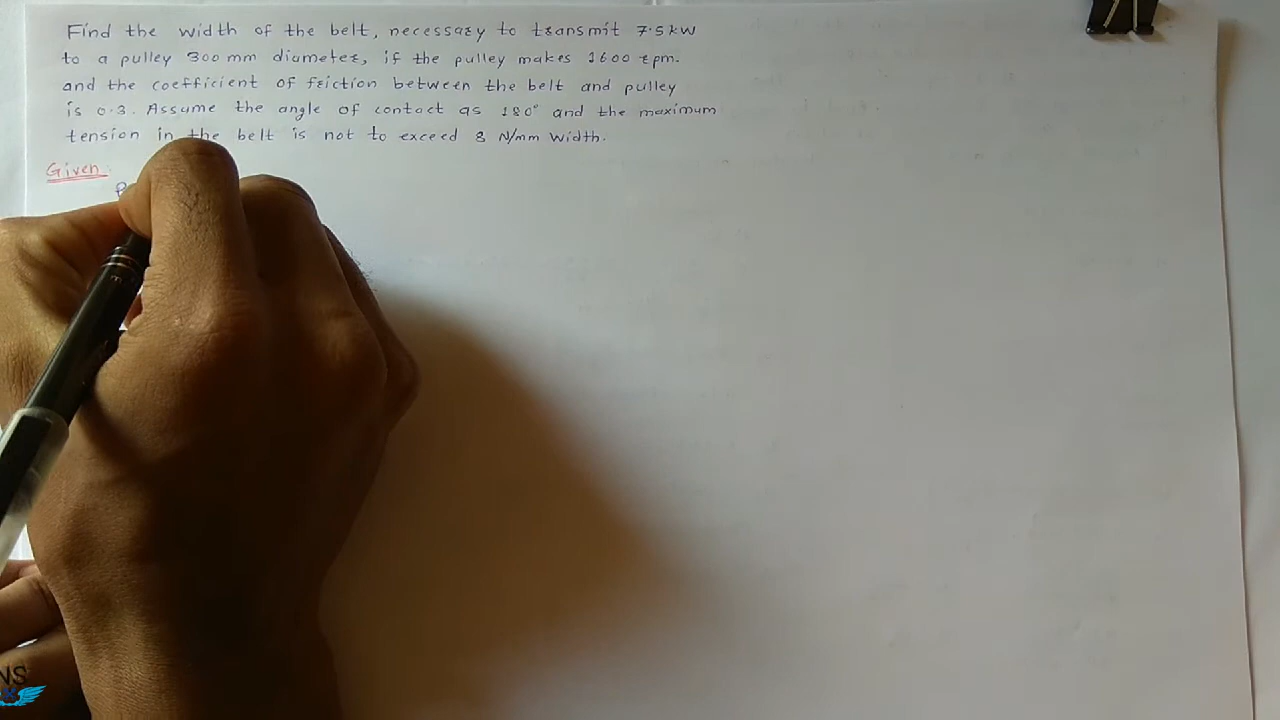 Find the width of the belt, necessary to transmit 7.5 kW
to a pulley 300 mm diameter, if the pulley makes 1600 rpm.
and the coefficient of friction between the belt and pulley
is 0.3. Assume the angle of contact as 180° and the maximum
tension in the belt is not to exceed 8 N/mm width.
Given
P
NS